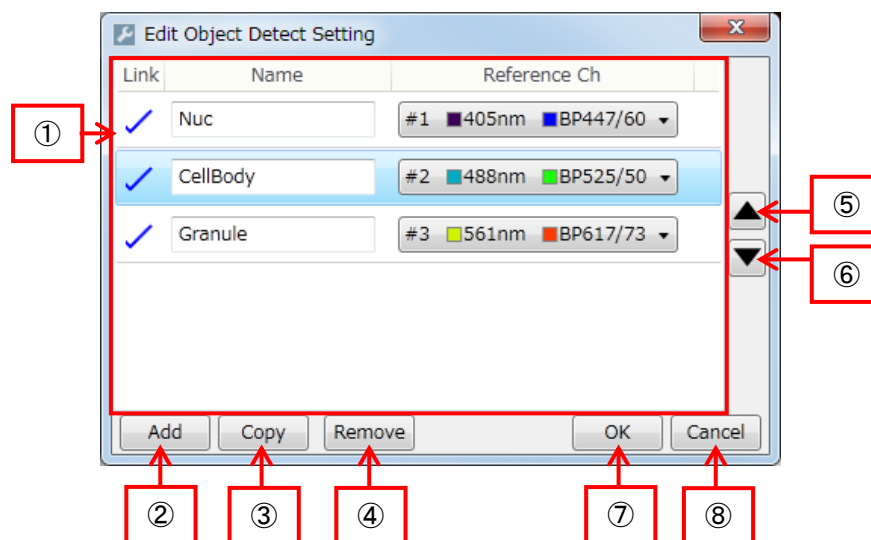 Edit Object Detect Setting
x
Link Name Reference Ch
① Nuc #1 405nm BP447/60
CellBody #2 488nm BP525/50
⑤
Granule #3 561nm BP617/73
⑥
Add Copy Remove OK Cancel
② ③ ④ ⑦ ⑧